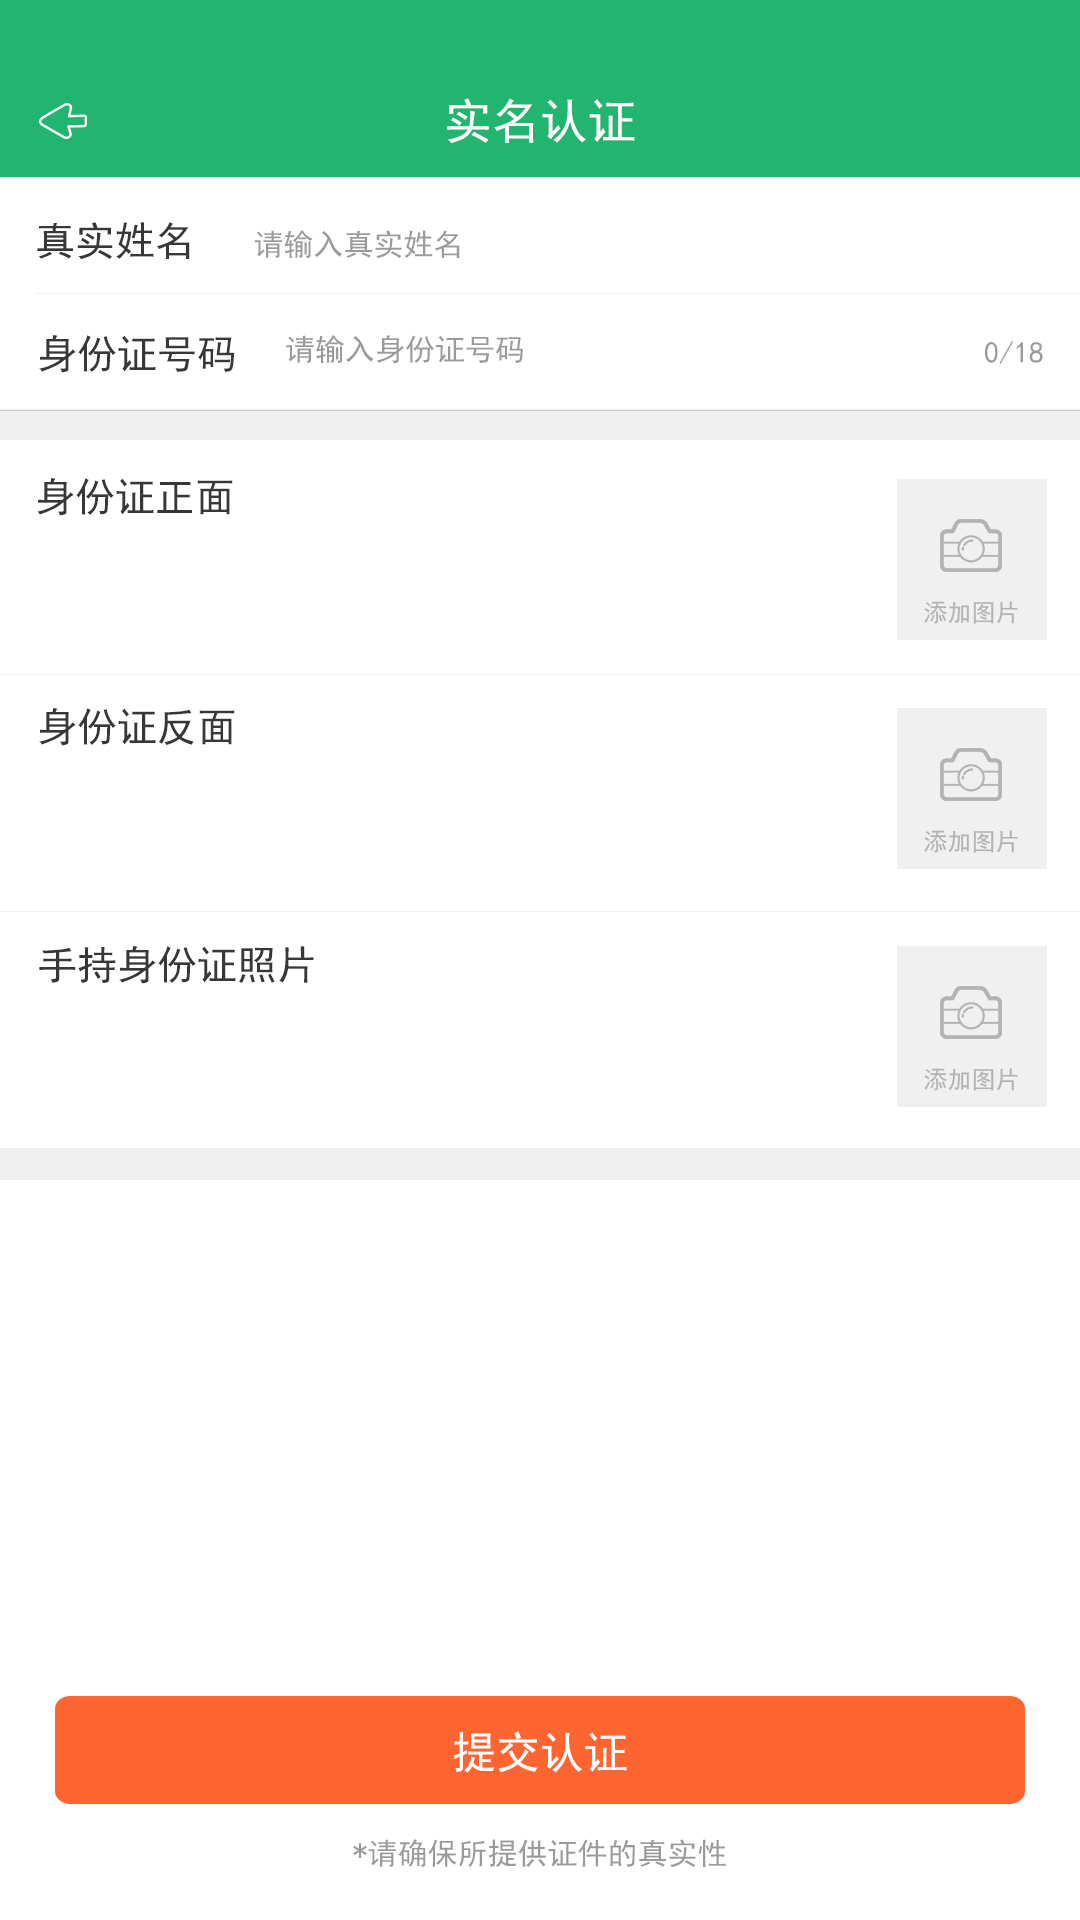 实名认证
真实姓名 请输入真实姓名
身份证号码 请输入身份证号码 0/18
身份证正面
添加图片
身份证反面
添加图片
手持身份证照片
添加图片
提交认证
*请确保所提供证件的真实性